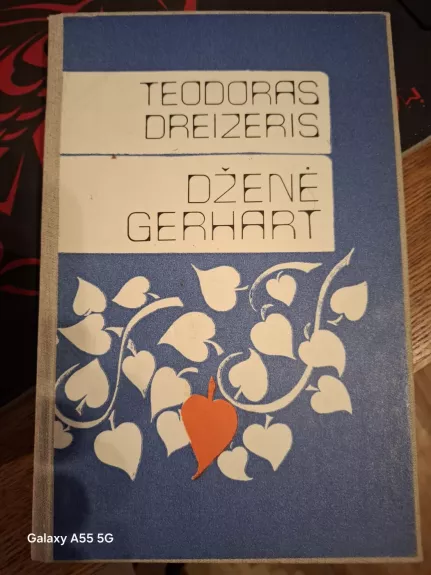 TEODORAS
DREIZERIS
DŽENĖ
GERHART
Galaxy A55 5G